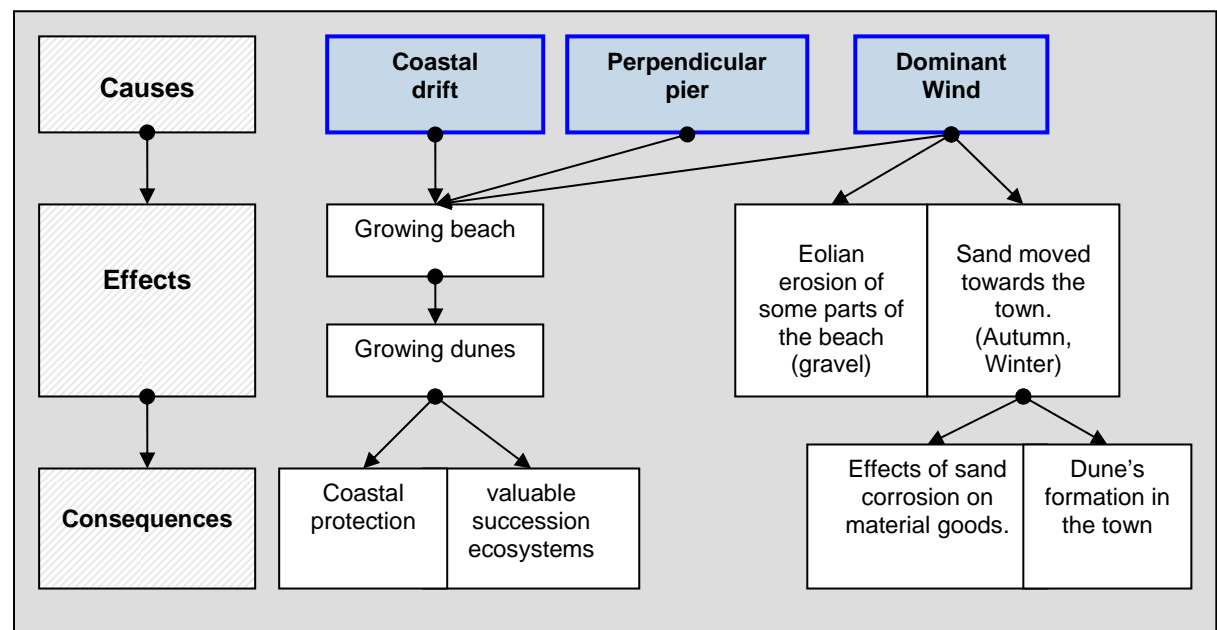 Causes
Coastal
drift
Perpendicular
pier
Dominant
Wind
Effects
Growing beach
Growing dunes
Eolian
erosion of
some parts of
the beach
(gravel)
Sand moved
towards the
town.
(Autumn,
Winter)
Consequences
Coastal
protection
valuable
succession
ecosystems
Effects of sand
corrosion on
material goods.
Dune’s
formation in
the town